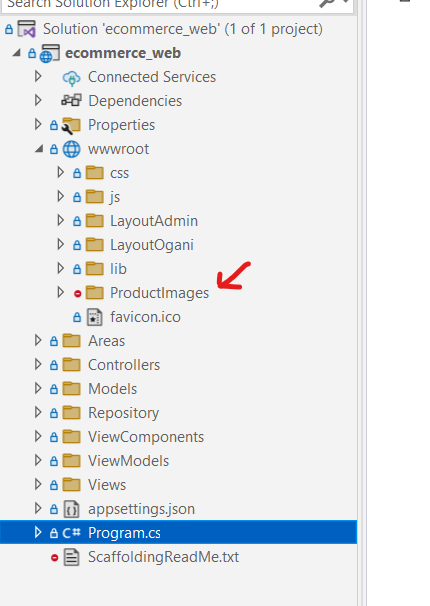 Search Solution Explorer (Ctrl+;)
Solution 'ecommerce_web' (1 of 1 project)
ecommerce_web
Connected Services
Dependencies
Properties
wwwroot
css
js
LayoutAdmin
LayoutOgani
lib
ProductImages
favicon.ico
Areas
Controllers
Models
Repository
ViewComponents
ViewModels
Views
appsettings.json
C# Program.cs
ScaffoldingReadMe.txt